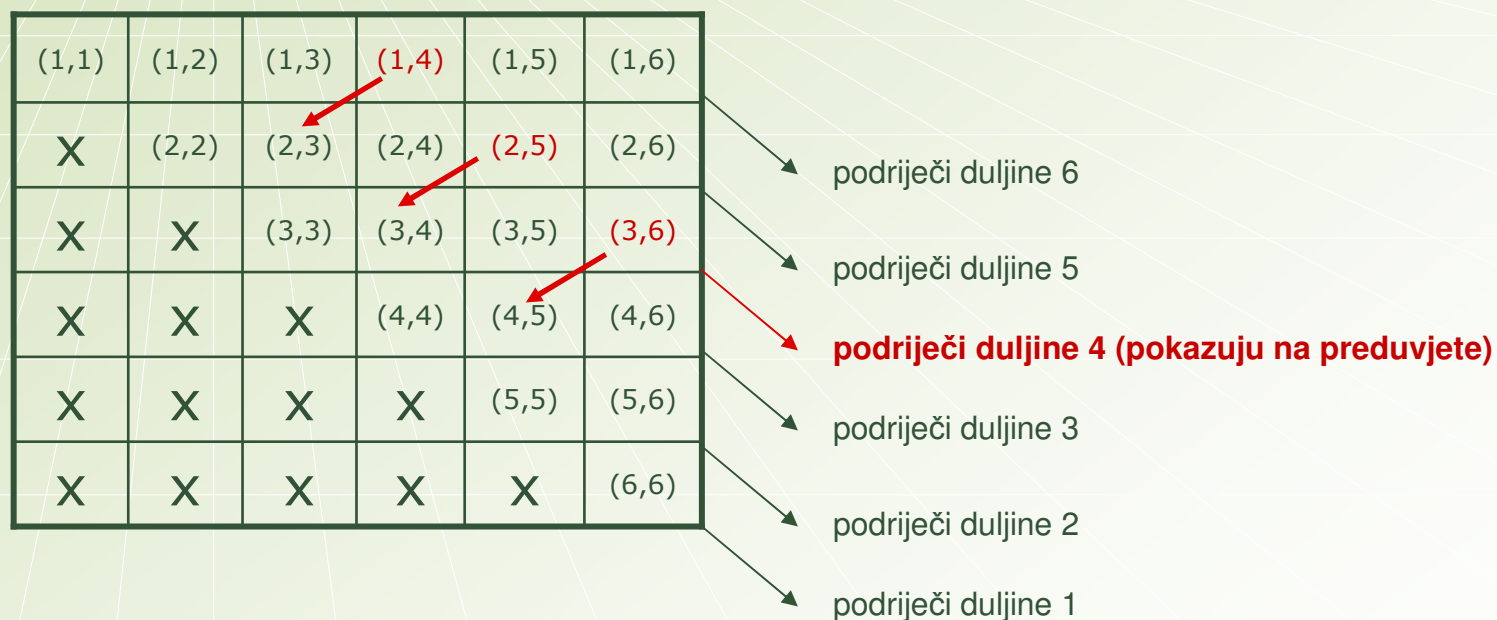 (1,1) (1,2) (1,3) (1,4) (1,5) (1,6)
X (2,2) (2,3) (2,4) (2,5) (2,6)
X X (3,3) (3,4) (3,5) (3,6)
X X X (4,4) (4,5) (4,6)
X X X X (5,5) (5,6)
X X X X X (6,6)
podriječi duljine 6
podriječi duljine 5
podriječi duljine 4 (pokazuju na preduvjete)
podriječi duljine 3
podriječi duljine 2
podriječi duljine 1